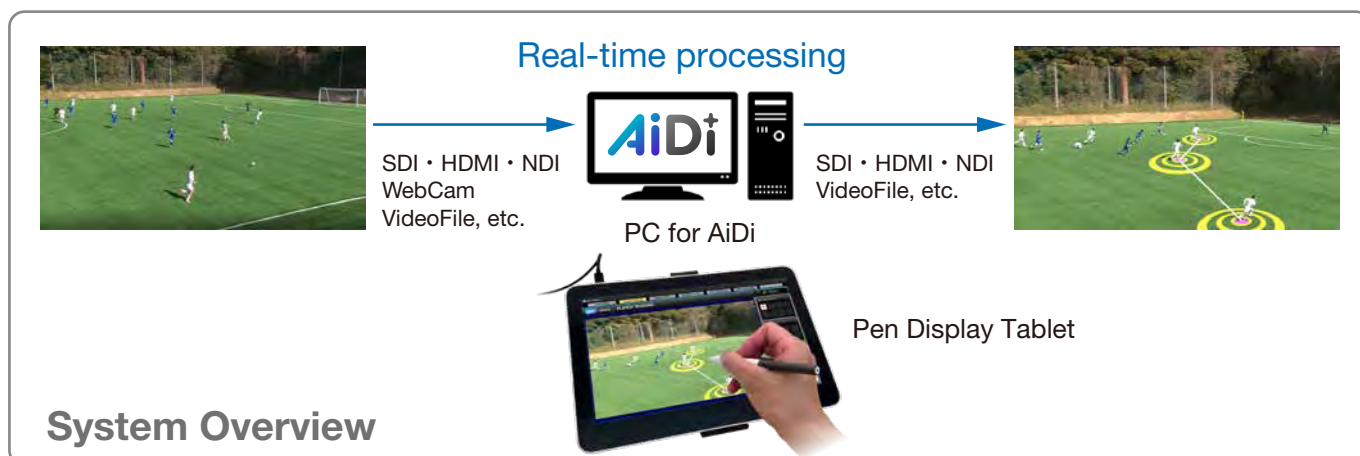 Real-time processing
AiDi+
SDI・HDMI・NDI
WebCam
VideoFile, etc.
SDI・HDMI・NDI
VideoFile, etc.
PC for AiDi
Pen Display Tablet
System Overview